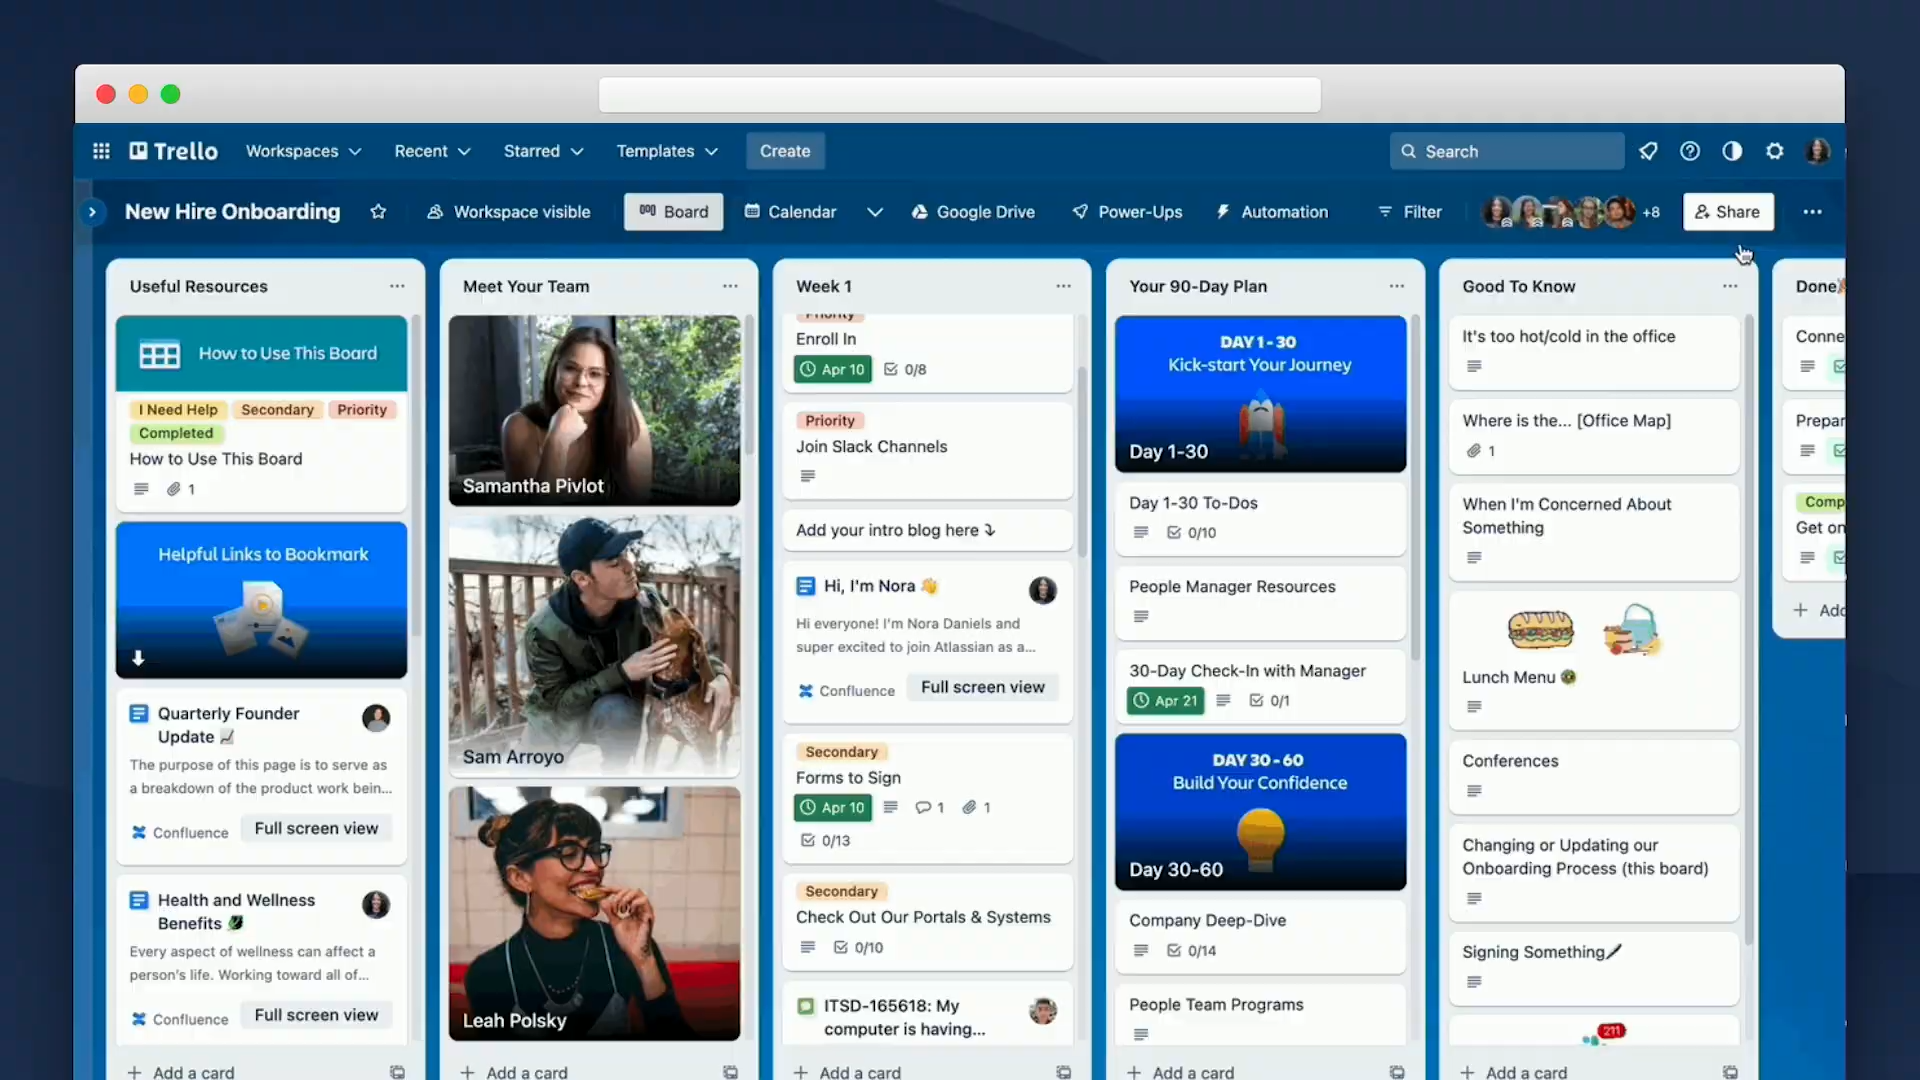 Trello
Workspaces
Recent
Starred
Templates
Create
Search
New Hire Onboarding
Workspace visible
Board
Calendar
Google Drive
Power-Ups
Automation
Filter
+8
Share
Useful Resources
How to Use This Board
I Need Help
Secondary
Priority
Completed
How to Use This Board
1
Helpful Links to Bookmark
Quarterly Founder
Update
The purpose of this page is to serve as
a breakdown of the product work bein...
Confluence
Full screen view
Health and Wellness
Benefits
Every aspect of wellness can affect a
person's life. Working toward all of...
Confluence
Full screen view
Add a card
Meet Your Team
Samantha Pivlot
Sam Arroyo
Leah Polsky
Add a card
Week 1
Priority
Enroll In
Apr 10
0/8
Priority
Join Slack Channels
Add your intro blog here ⤵
Hi, I'm Nora 👋
Hi everyone! I'm Nora Daniels and
super excited to join Atlassian as a...
Confluence
Full screen view
Secondary
Forms to Sign
Apr 10
1
1
0/13
Secondary
Check Out Our Portals & Systems
0/10
ITSD-165618: My
computer is having...
Add a card
Your 90-Day Plan
DAY 1 - 30
Kick-start Your Journey
Day 1-30
Day 1-30 To-Dos
0/10
People Manager Resources
30-Day Check-In with Manager
Apr 21
0/1
DAY 30 - 60
Build Your Confidence
Day 30-60
Company Deep-Dive
0/14
People Team Programs
Add a card
Good To Know
It's too hot/cold in the office
Where is the... [Office Map]
1
When I'm Concerned About
Something
Lunch Menu
Conferences
Changing or Updating our
Onboarding Process (this board)
Signing Something
211
Add a card
Done
Conne
Prepar
Comp
Get on
Add